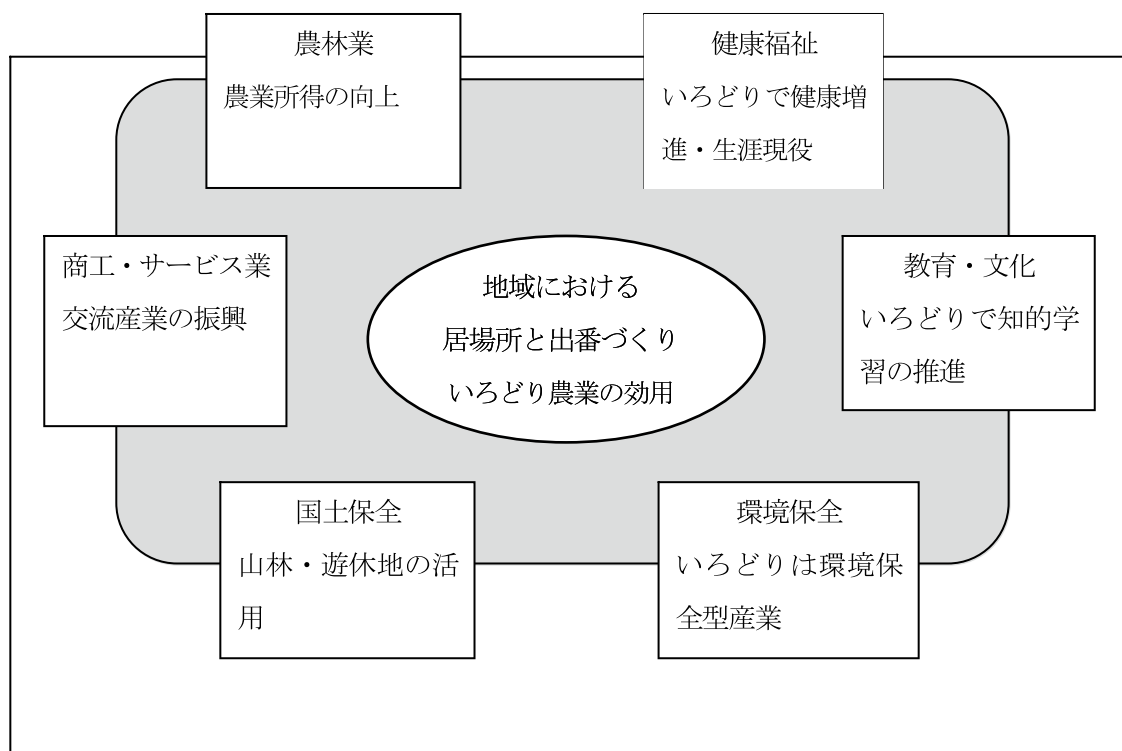 農林業
農業所得の向上
健康福祉
いろどりで健康増
進・生涯現役
商工・サービス業
交流産業の振興
地域における
居場所と出番づくり
いろどり農業の効用
教育・文化
いろどりで知的学
習の推進
国土保全
山林・遊休地の活
用
環境保全
いろどりは環境保
全型産業